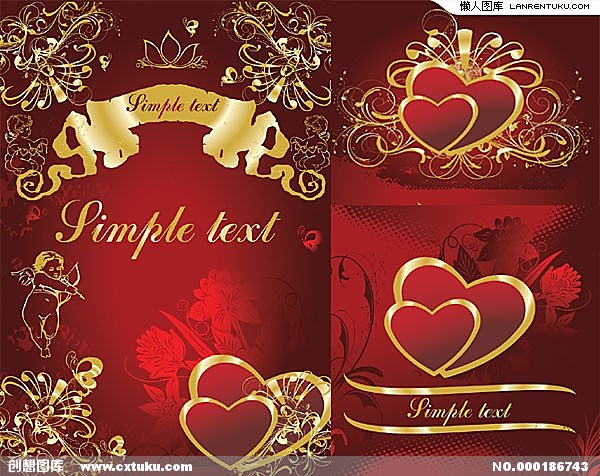 懒人图库 LANRENTUKU.COM
Simple text
Simple text
Simple text
创想图库 www.cxtuku.com
NO.000186743